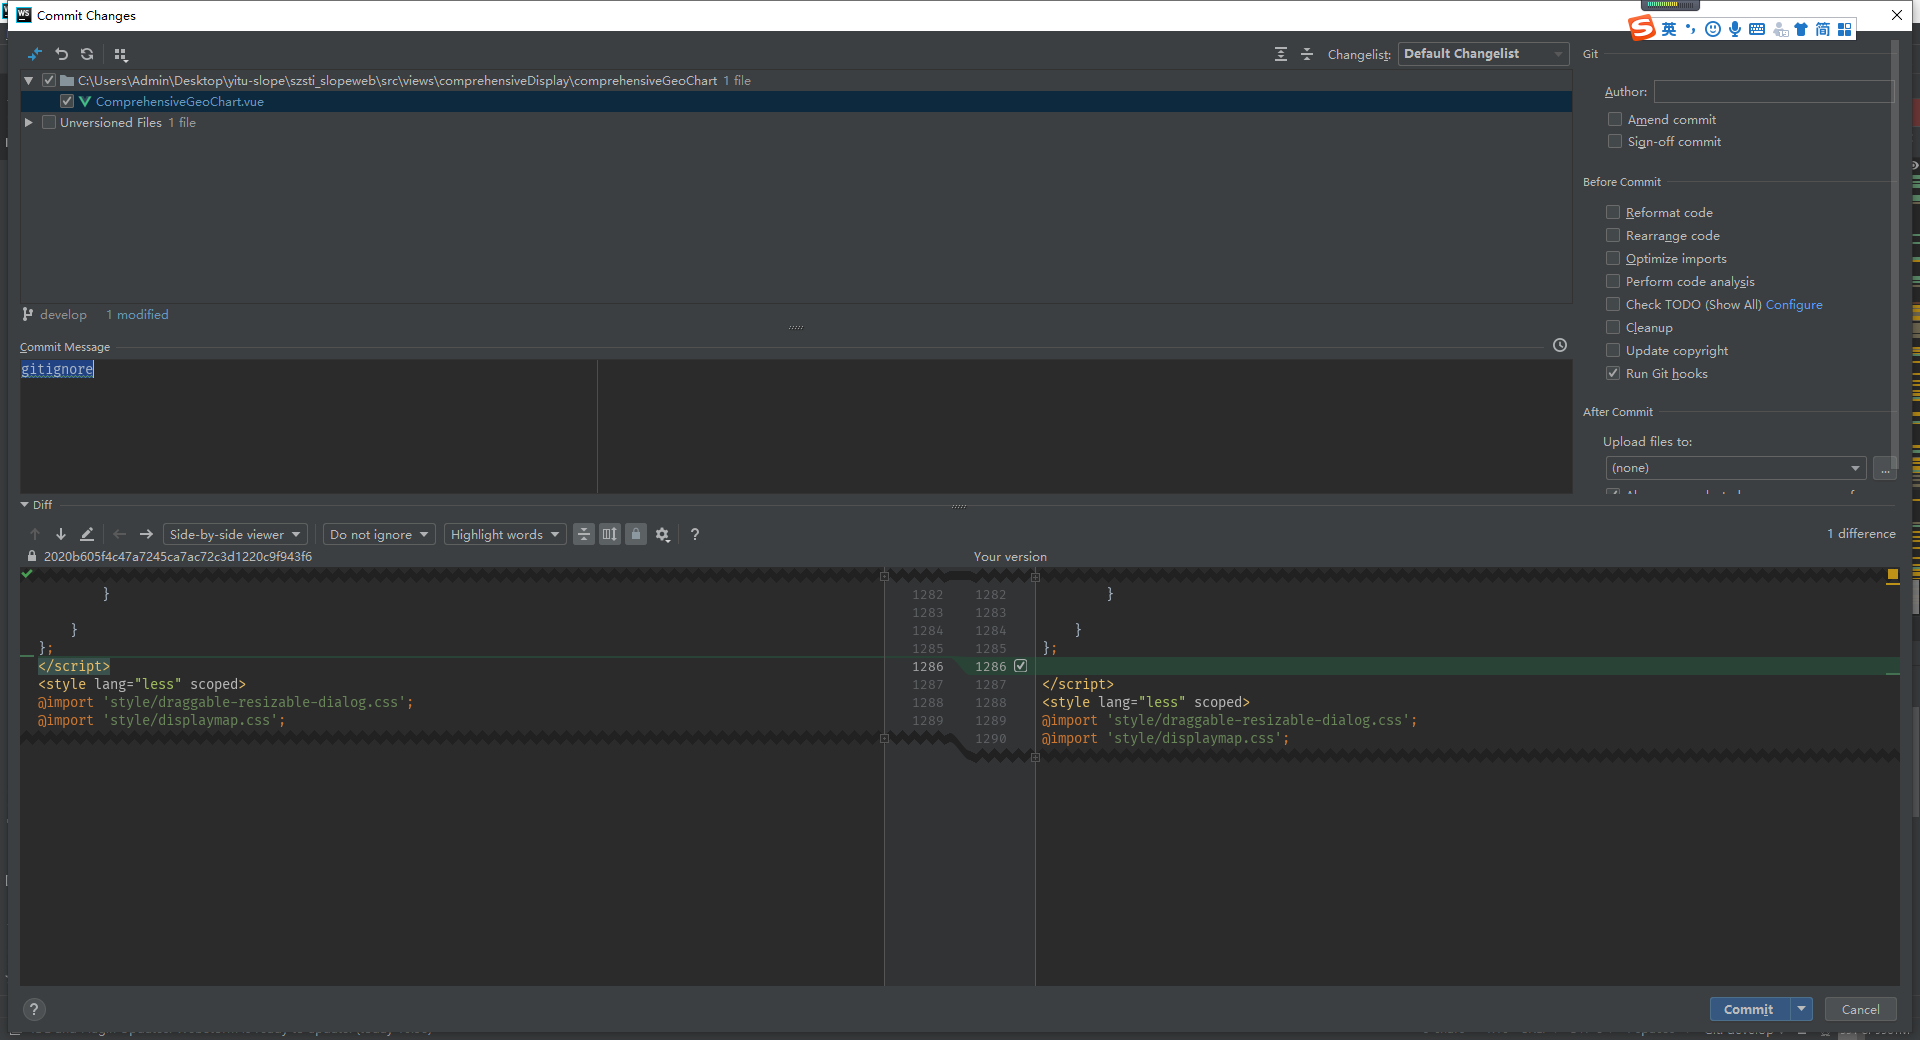 WS Commit Changes
英 简
Changelist: Default Changelist
Git
C:\Users\Admin\Desktop\yitu-slope\szsti_slopeweb\src\views\comprehensiveDisplay\comprehensiveGeoChart 1 file
ComprehensiveGeoChart.vue
Unversioned Files 1 file
Author:
Amend commit
Sign-off commit
Before Commit
Reformat code
Rearrange code
Optimize imports
Perform code analysis
Check TODO (Show All) Configure
Cleanup
Update copyright
Run Git hooks
After Commit
Upload files to:
(none)
...
develop 1 modified
Commit Message
gitignore
Diff
Side-by-side viewer Do not ignore Highlight words ? 1 difference
2020b605f4c47a7245ca7ac72c3d1220c9f943f6 Your version
} 1282 1282 }
1283 1283
} 1284 1284 }
}; 1285 1285 };
</script> 1286 1286
<style lang="less" scoped> 1287 1287 </script>
@import 'style/draggable-resizable-dialog.css'; 1288 1288 <style lang="less" scoped>
@import 'style/displaymap.css'; 1289 1289 @import 'style/draggable-resizable-dialog.css';
1290 @import 'style/displaymap.css';
? Commit Cancel